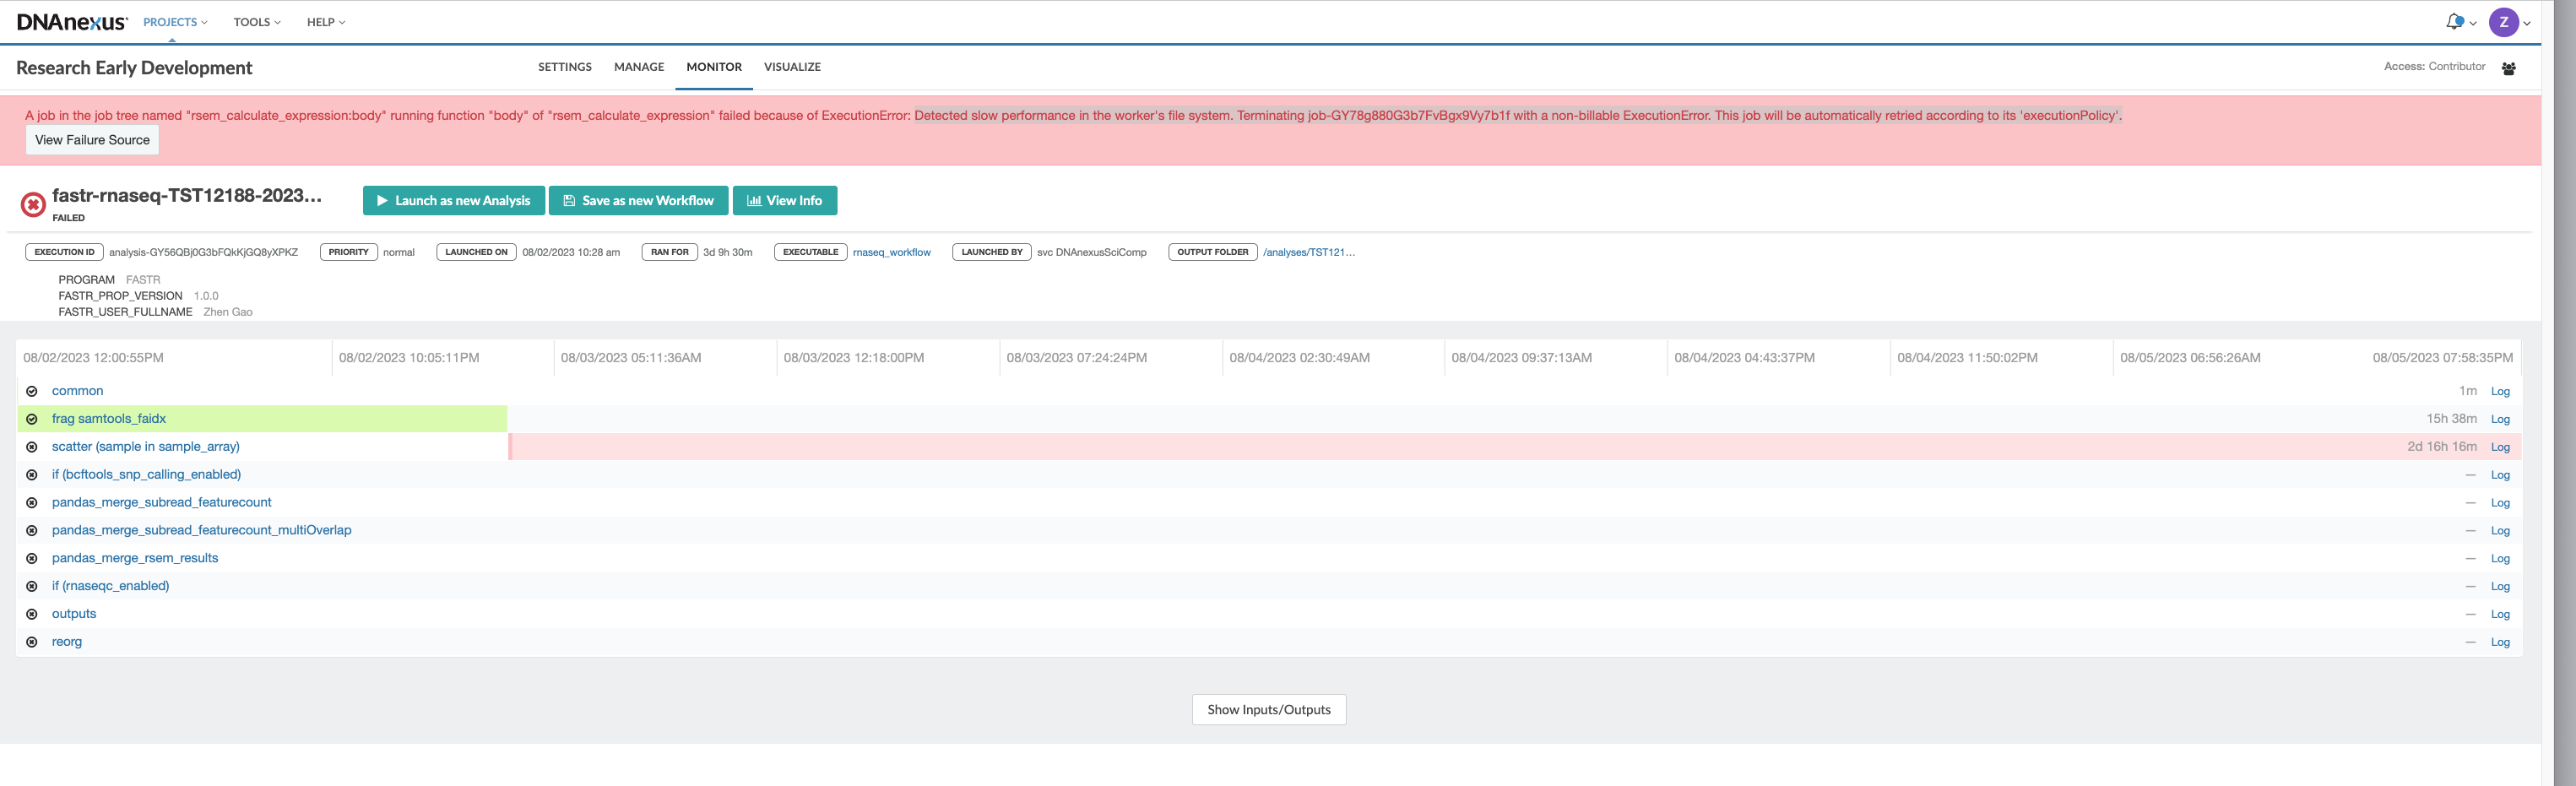 DNAnexus PROJECTS TOOLS HELP Z
Research Early Development SETTINGS MANAGE MONITOR VISUALIZE Access: Contributor
A job in the job tree named "rsem_calculate_expression:body" running function "body" of "rsem_calculate_expression" failed because of ExecutionError: Detected slow performance in the worker's file system. Terminating job-GY78g880G3b7FvBgx9Vy7b1f with a non-billable ExecutionError. This job will be automatically retried according to its 'executionPolicy'.
View Failure Source
fastr-rnaseq-TST12188-2023... Launch as new Analysis Save as new Workflow View Info
FAILED
EXECUTION ID analysis-GY56QBj0G3bFQkKjGQ8yXPKZ PRIORITY normal LAUNCHED ON 08/02/2023 10:28 am RAN FOR 3d 9h 30m EXECUTABLE rnaseq_workflow LAUNCHED BY svc DNAnexusSciComp OUTPUT FOLDER /analyses/TST121...
PROGRAM FASTR
FASTR_PROP_VERSION 1.0.0
FASTR_USER_FULLNAME Zhen Gao
08/02/2023 12:00:55PM 08/02/2023 10:05:11PM 08/03/2023 05:11:36AM 08/03/2023 12:18:00PM 08/03/2023 07:24:24PM 08/04/2023 02:30:49AM 08/04/2023 09:37:13AM 08/04/2023 04:43:37PM 08/04/2023 11:50:02PM 08/05/2023 06:56:26AM 08/05/2023 07:58:35PM
common 1m Log
frag samtools_faidx 15h 38m Log
scatter (sample in sample_array) 2d 16h 16m Log
if (bcftools_snp_calling_enabled) — Log
pandas_merge_subread_featurecount — Log
pandas_merge_subread_featurecount_multiOverlap — Log
pandas_merge_rsem_results — Log
if (rnaseqc_enabled) — Log
outputs — Log
reorg — Log
Show Inputs/Outputs